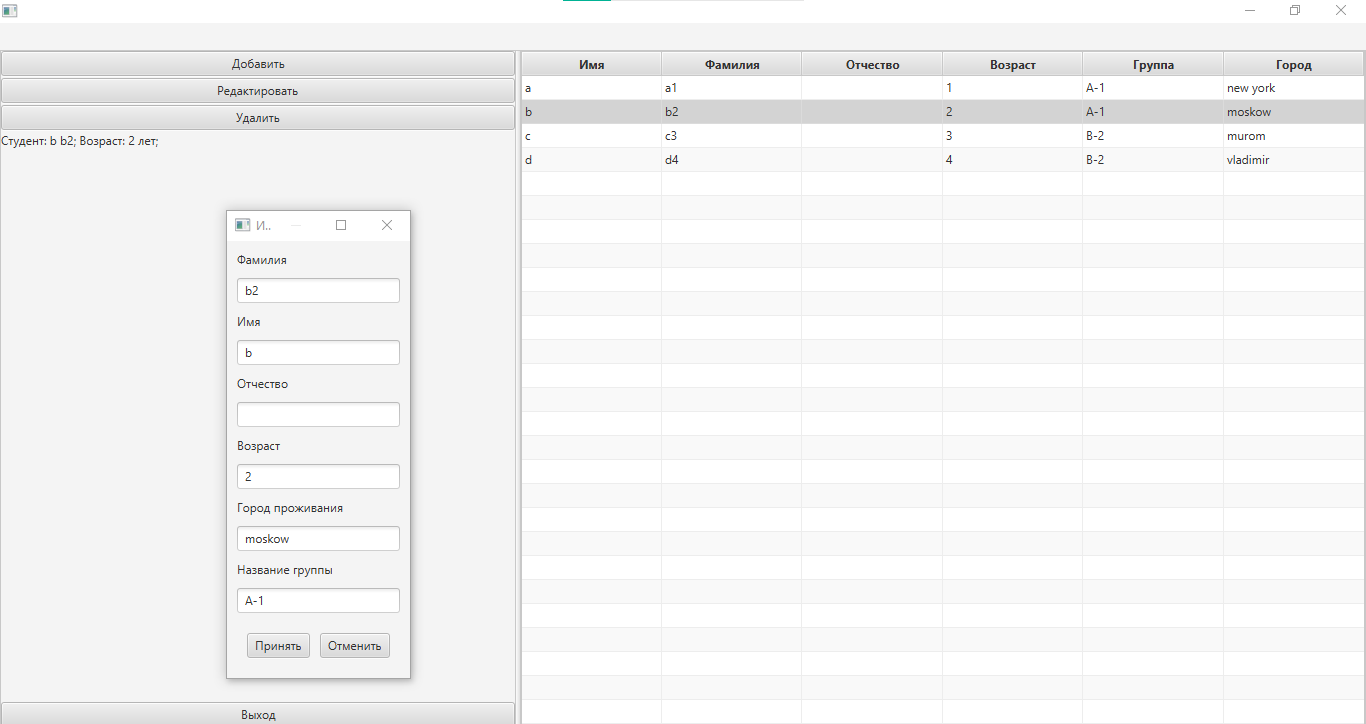 Добавить
Редактировать
Удалить
Студент: b b2; Возраст: 2 лет;
И..
Фамилия
b2
Имя
b
Отчество
Возраст
2
Город проживания
moskow
Название группы
A-1
Принять Отменить
Выход
Имя Фамилия Отчество Возраст Группа Город
a a1 1 A-1 new york
b b2 2 A-1 moskow
c c3 3 B-2 murom
d d4 4 B-2 vladimir